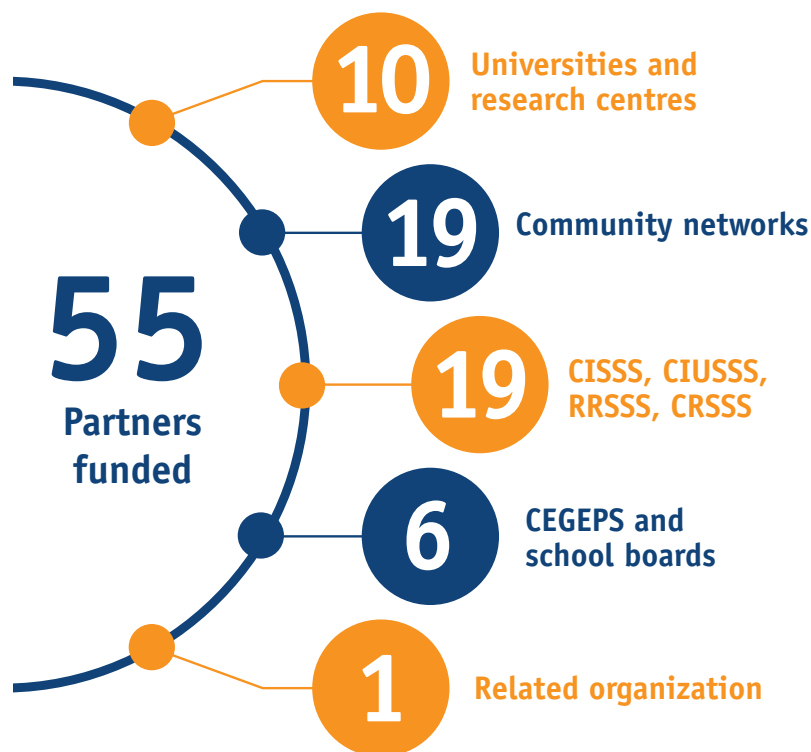 55
Partners
funded
10
Universities and
research centres
19
Community networks
19
CISSS, CIUSSS,
RRSSS, CRSSS
6
CEGEPS and
school boards
1
Related organization